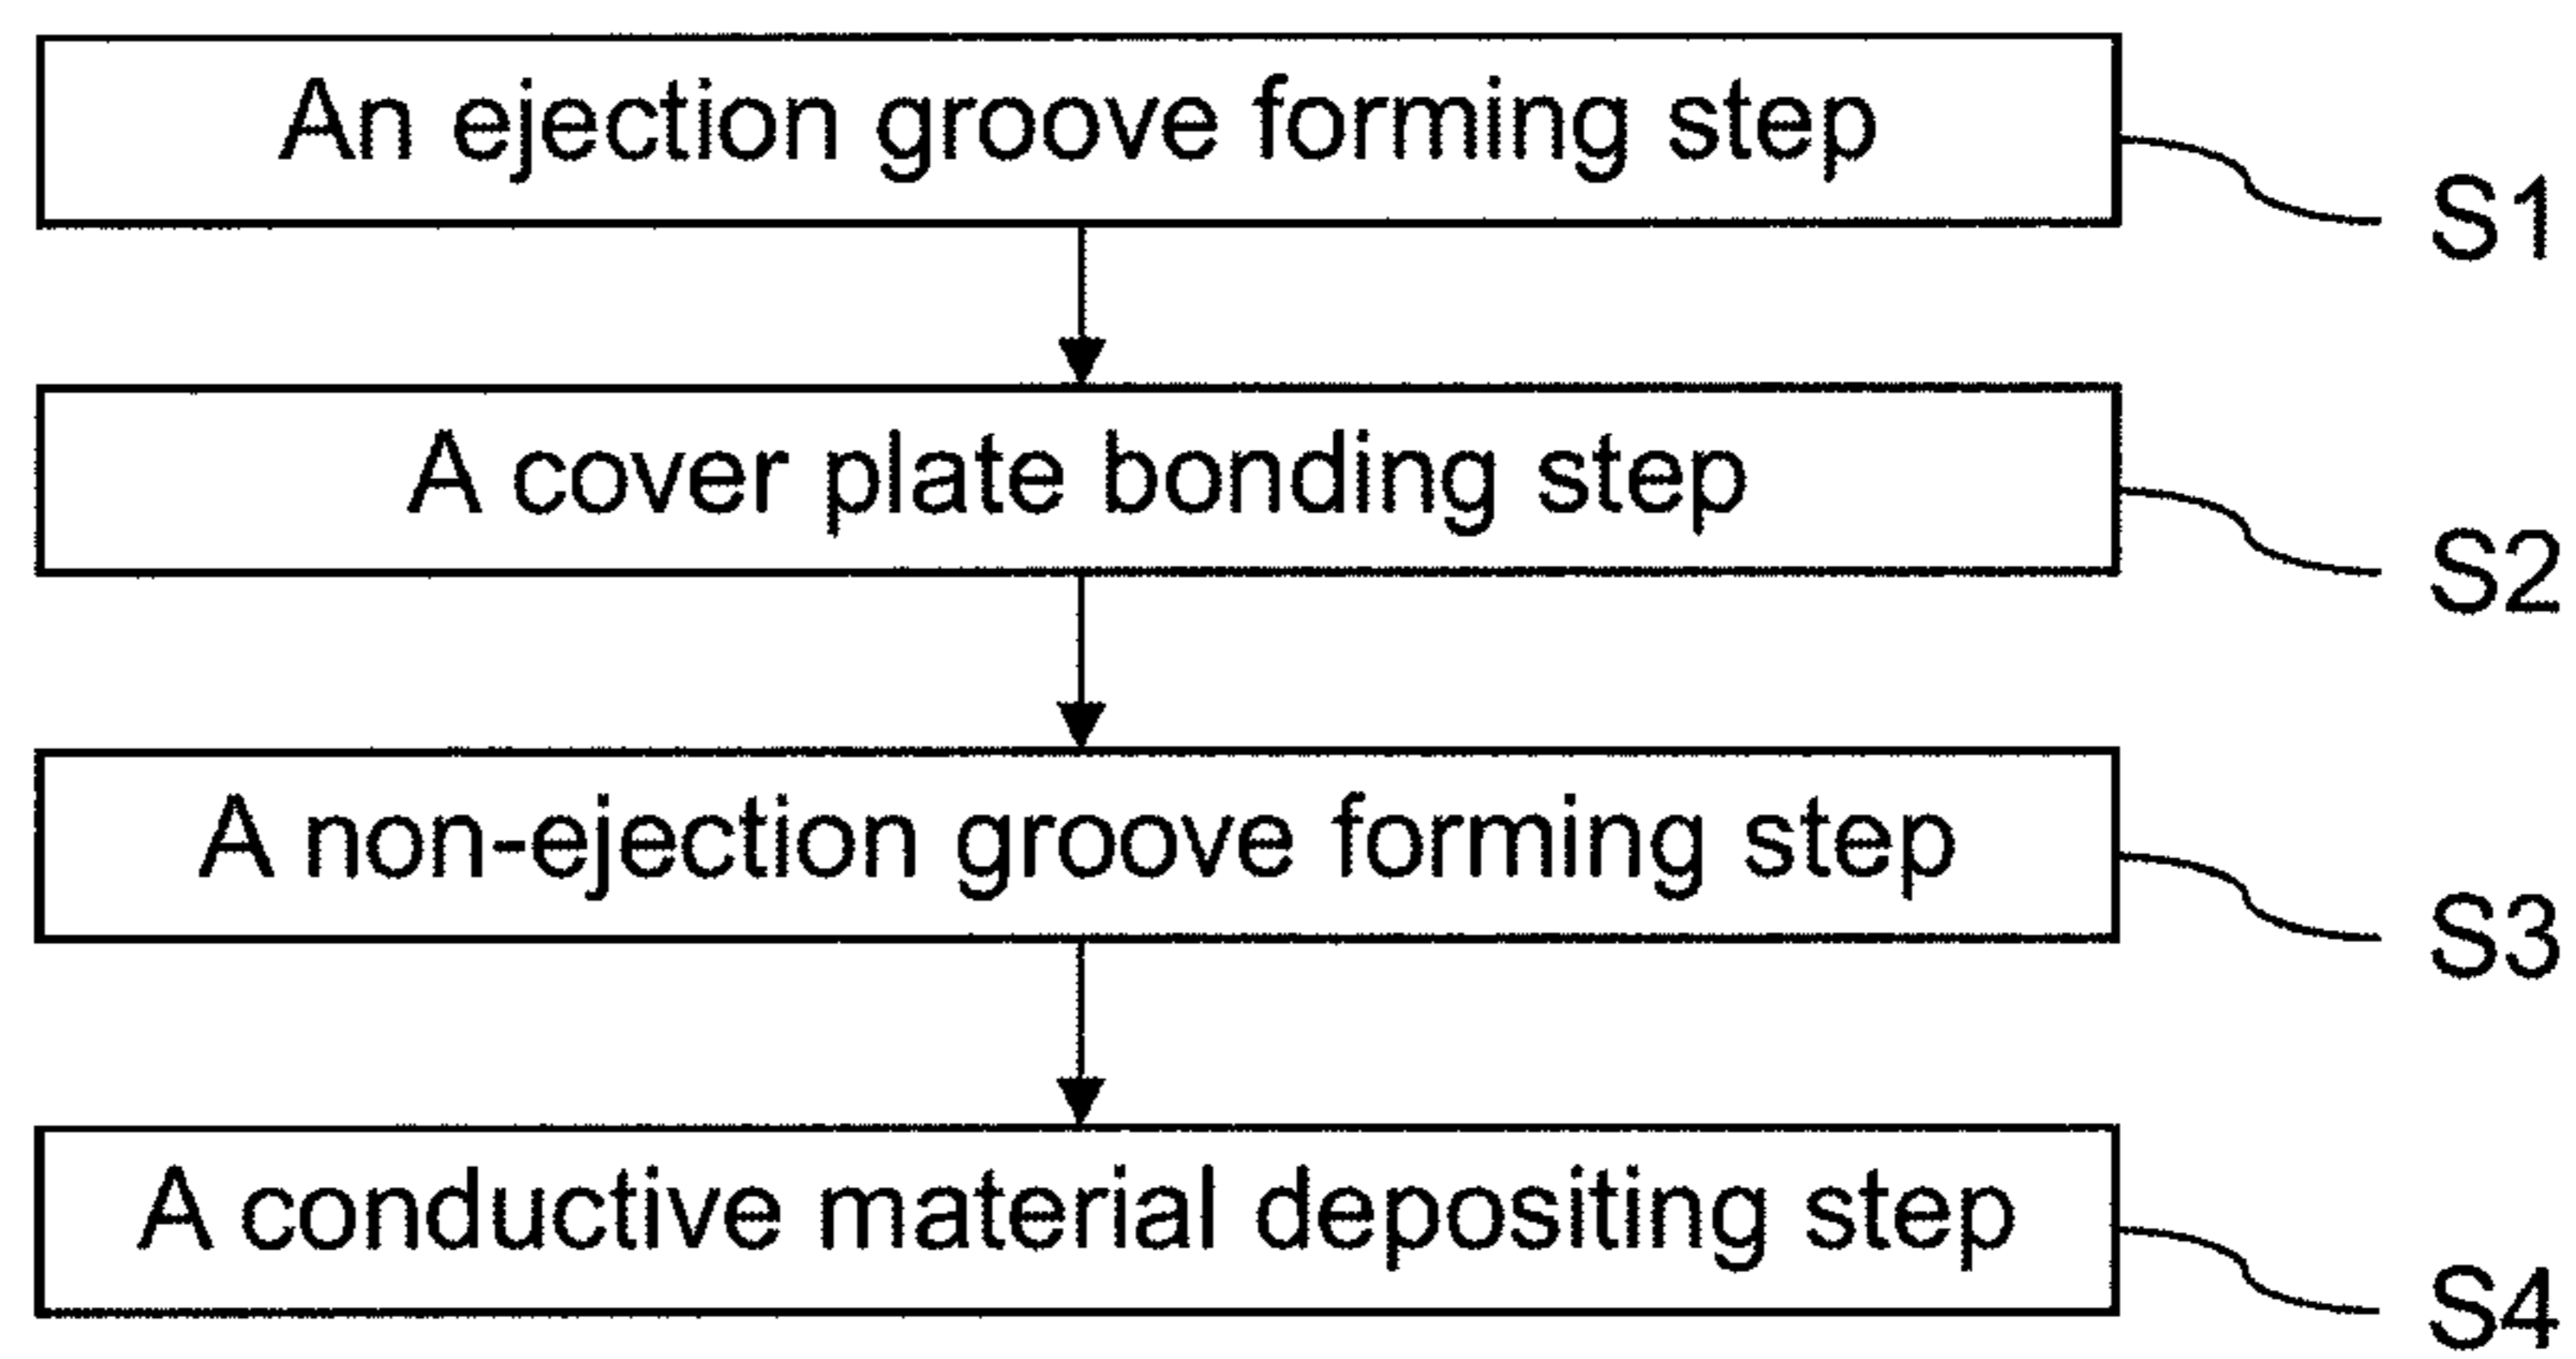 An ejection groove forming step
S1
A cover plate bonding step
S2
A non-ejection groove forming step
S3
A conductive material depositing step
S4